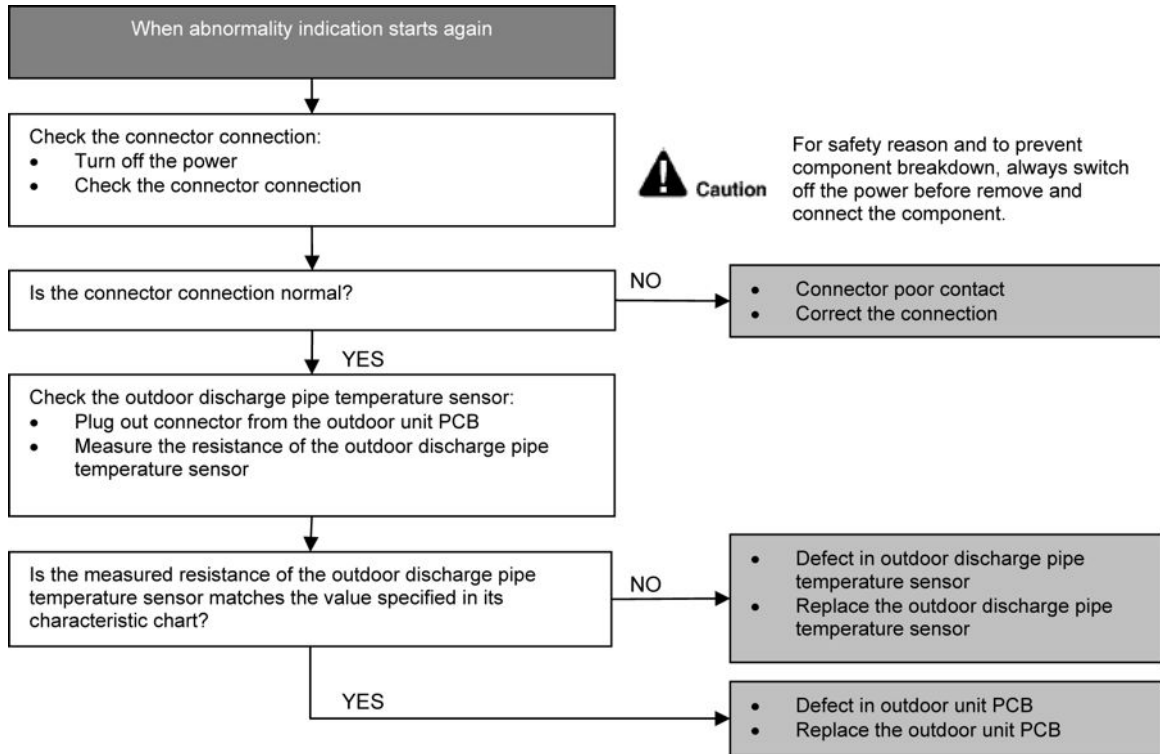 When abnormality indication starts again
Check the connector connection:
• Turn off the power
• Check the connector connection
Caution
For safety reason and to prevent
component breakdown, always switch
off the power before remove and
connect the component.
Is the connector connection normal?
NO
• Connector poor contact
• Correct the connection
YES
Check the outdoor discharge pipe temperature sensor:
• Plug out connector from the outdoor unit PCB
• Measure the resistance of the outdoor discharge pipe
temperature sensor
Is the measured resistance of the outdoor discharge pipe
temperature sensor matches the value specified in its
characteristic chart?
NO
• Defect in outdoor discharge pipe
temperature sensor
• Replace the outdoor discharge pipe
temperature sensor
YES
• Defect in outdoor unit PCB
• Replace the outdoor unit PCB